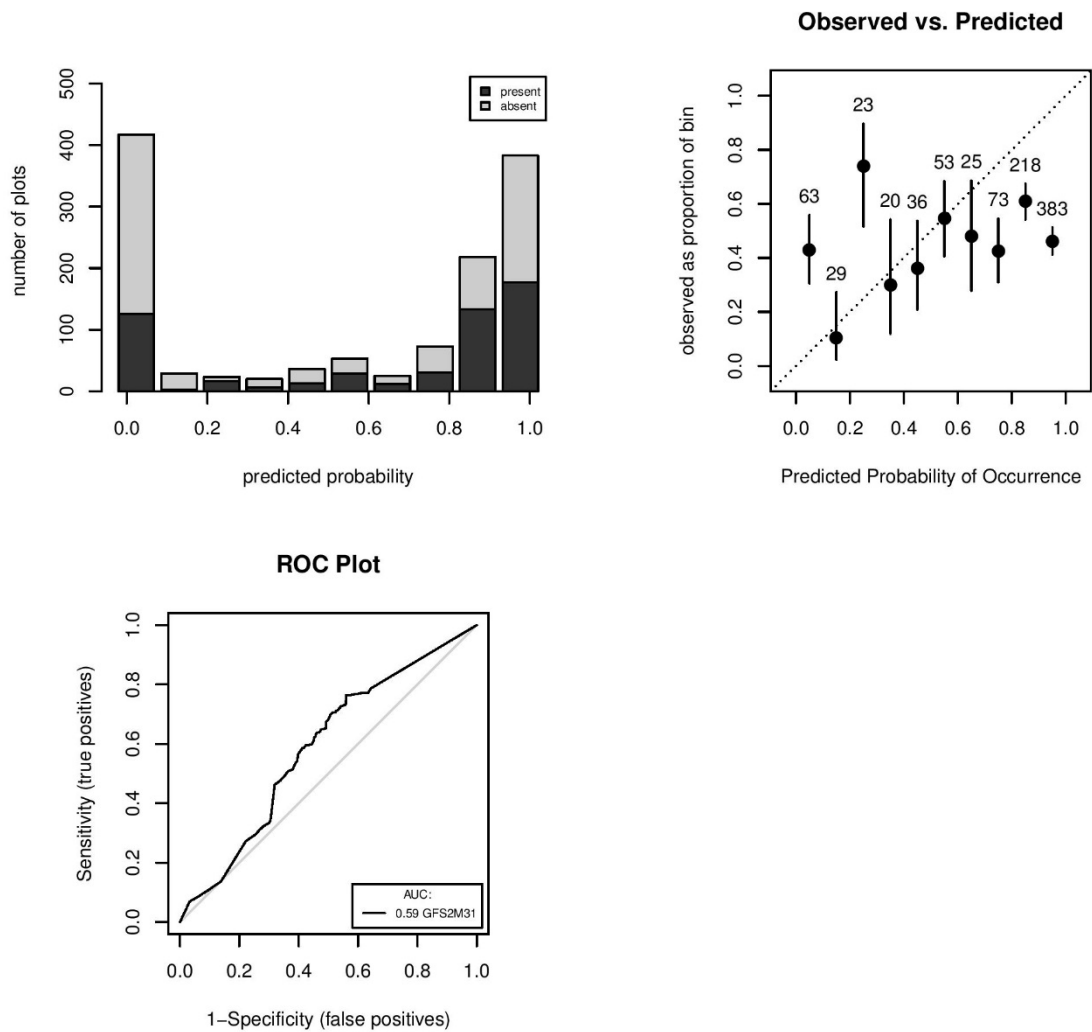 Observed vs. Predicted
number of plots
500
400
300
200
100
0
present
absent
0.0 0.2 0.4 0.6 0.8 1.0
predicted probability
observed as proportion of bin
1.0
0.8
0.6
0.4
0.2
0.0
63
29
23
20
36
53
25
73
218
383
0.0 0.2 0.4 0.6 0.8 1.0
Predicted Probability of Occurrence
ROC Plot
Sensitivity (true positives)
1.0
0.8
0.6
0.4
0.2
0.0
AUC:
0.59 GFS2M31
0.0 0.2 0.4 0.6 0.8 1.0
1−Specificity (false positives)